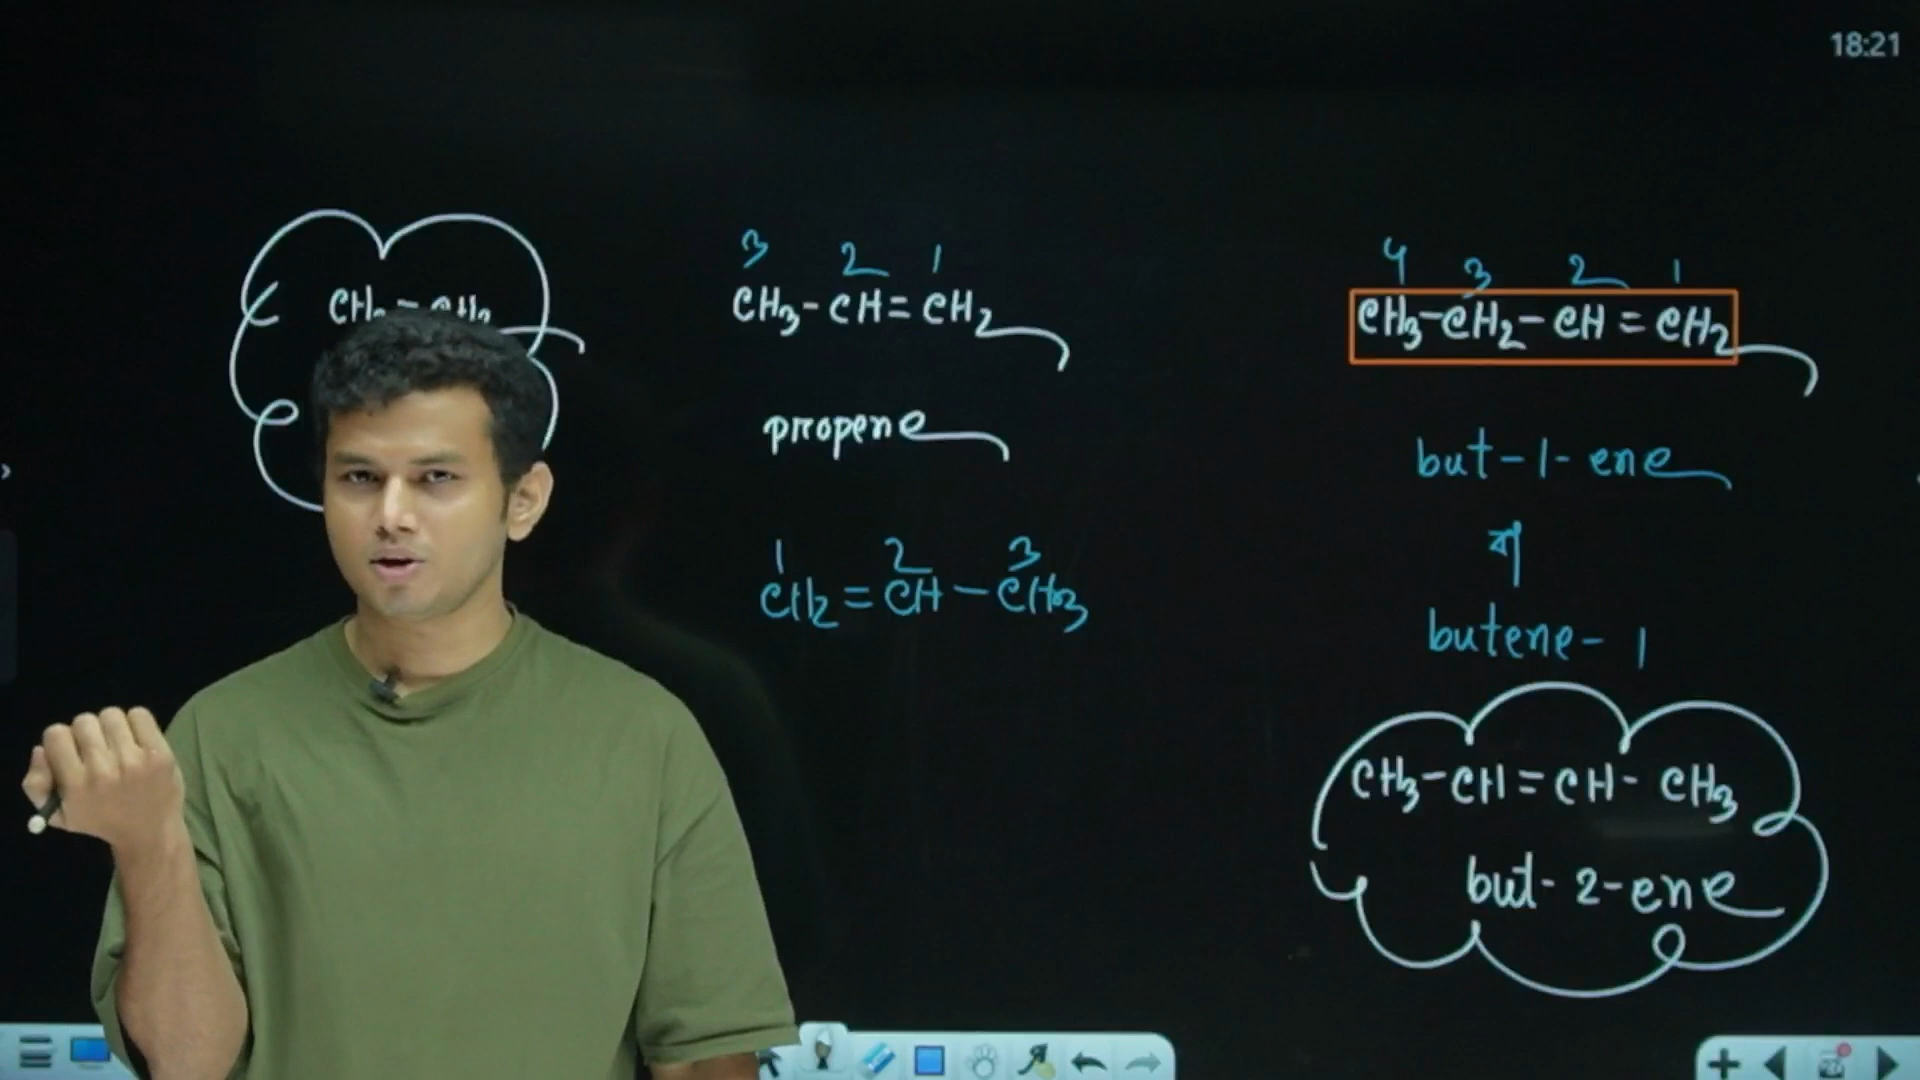 18:21
3 2 1
CH₃-CH=CH₂
propene
1 2 3
CH₂=CH-CH₃
4 3 2 1
CH₃-CH₂-CH=CH₂
but-1-ene
বা
butene-1
CH₃-CH=CH-CH₃
but-2-ene